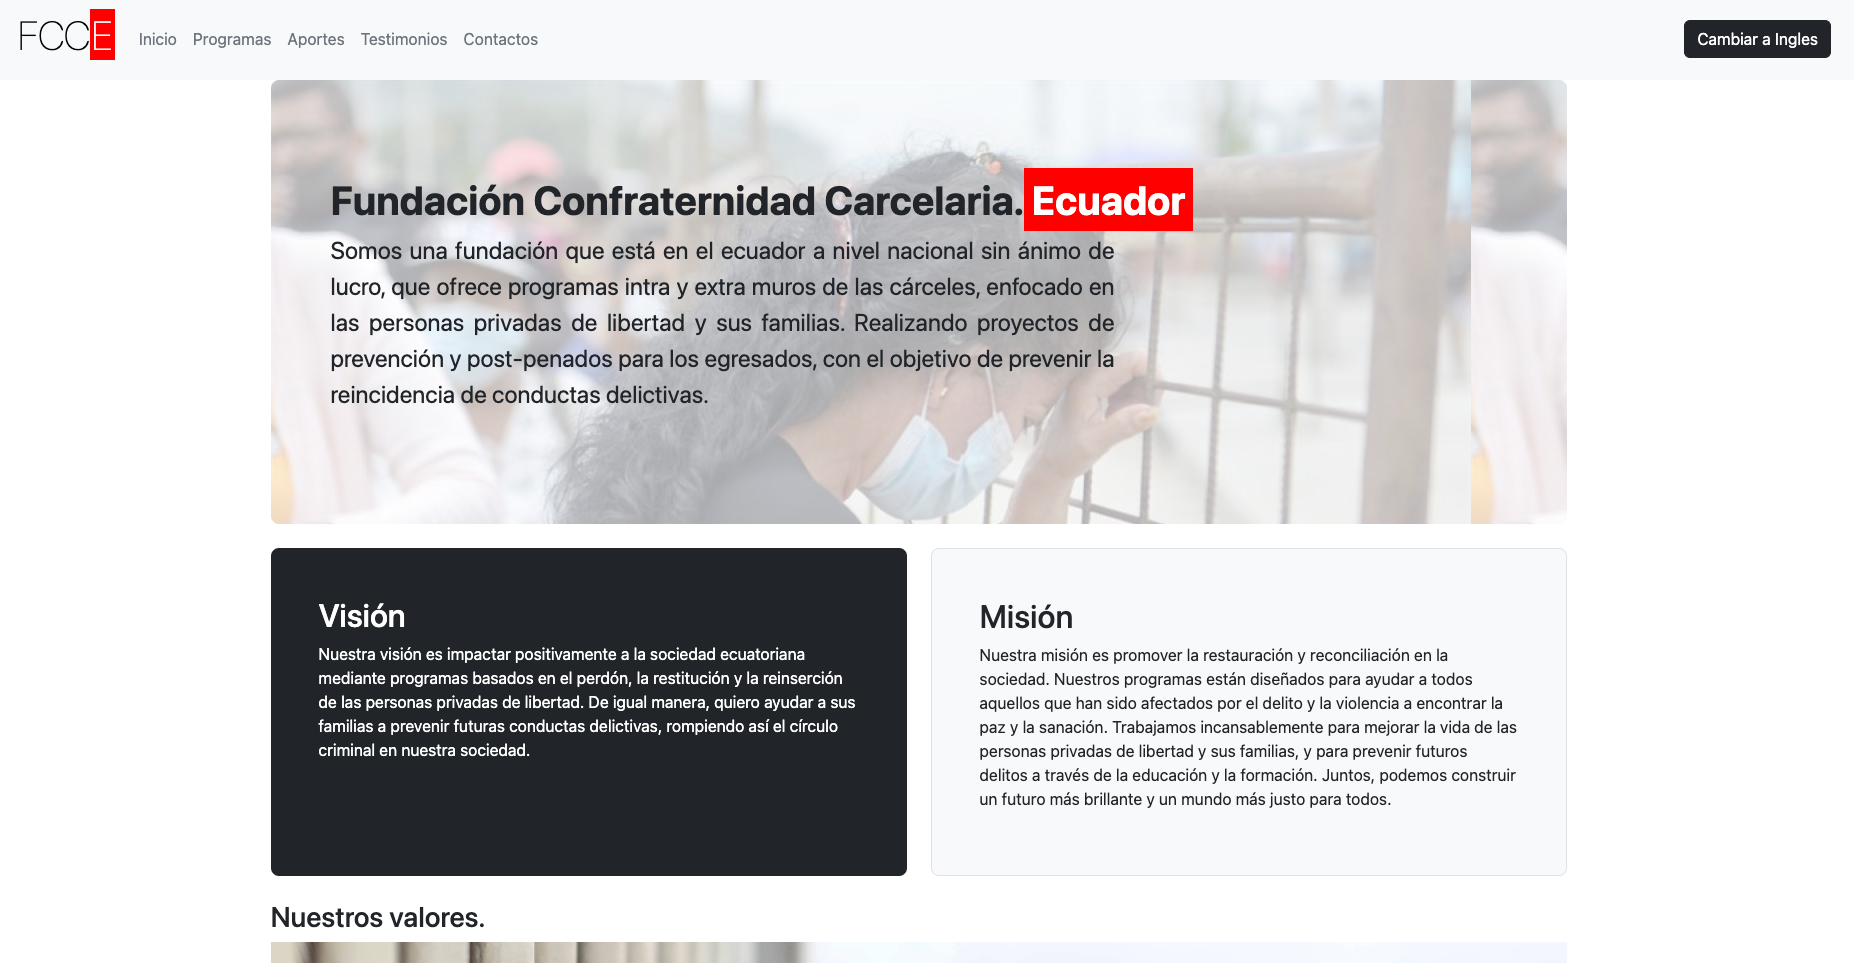 FCCE
Inicio Programas Aportes Testimonios Contactos
Cambiar a Ingles
Fundación Confraternidad Carcelaria. Ecuador
Somos una fundación que está en el ecuador a nivel nacional sin ánimo de
lucro, que ofrece programas intra y extra muros de las cárceles, enfocado en
las personas privadas de libertad y sus familias. Realizando proyectos de
prevención y post-penados para los egresados, con el objetivo de prevenir la
reincidencia de conductas delictivas.
Visión
Nuestra visión es impactar positivamente a la sociedad ecuatoriana
mediante programas basados en el perdón, la restitución y la reinserción
de las personas privadas de libertad. De igual manera, quiero ayudar a sus
familias a prevenir futuras conductas delictivas, rompiendo así el círculo
criminal en nuestra sociedad.
Misión
Nuestra misión es promover la restauración y reconciliación en la
sociedad. Nuestros programas están diseñados para ayudar a todos
aquellos que han sido afectados por el delito y la violencia a encontrar la
paz y la sanación. Trabajamos incansablemente para mejorar la vida de las
personas privadas de libertad y sus familias, y para prevenir futuros
delitos a través de la educación y la formación. Juntos, podemos construir
un futuro más brillante y un mundo más justo para todos.
Nuestros valores.